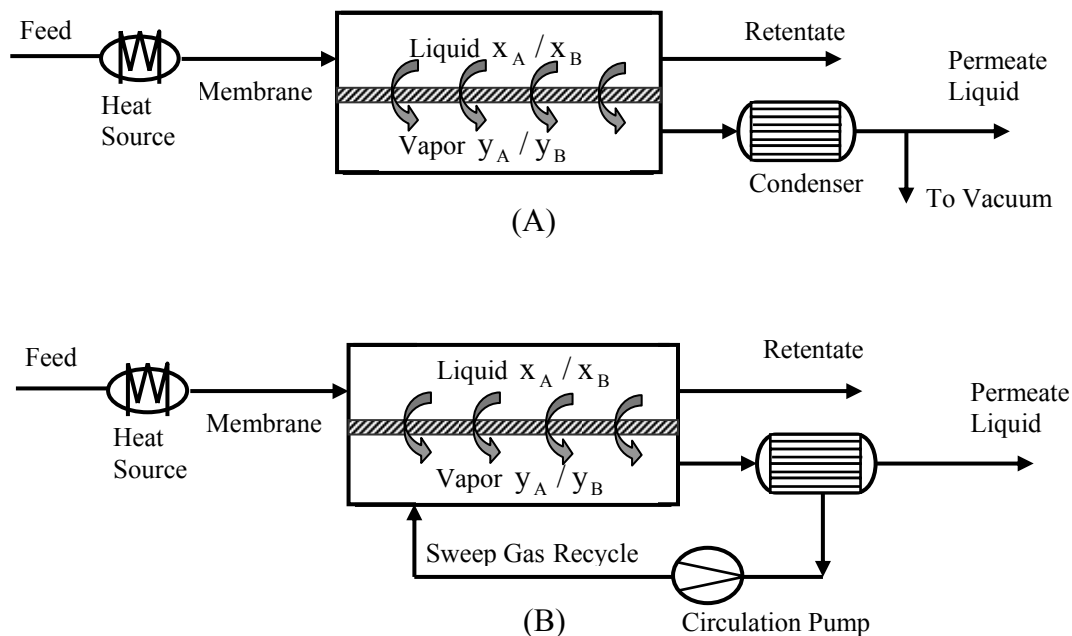 Feed
Heat
Source
Membrane
Liquid x_A / x_B
Vapor y_A / y_B
Retentate
Permeate
Liquid
Condenser
To Vacuum
(A)
Feed
Heat
Source
Membrane
Liquid x_A / x_B
Vapor y_A / y_B
Retentate
Permeate
Liquid
Sweep Gas Recycle
Circulation Pump
(B)